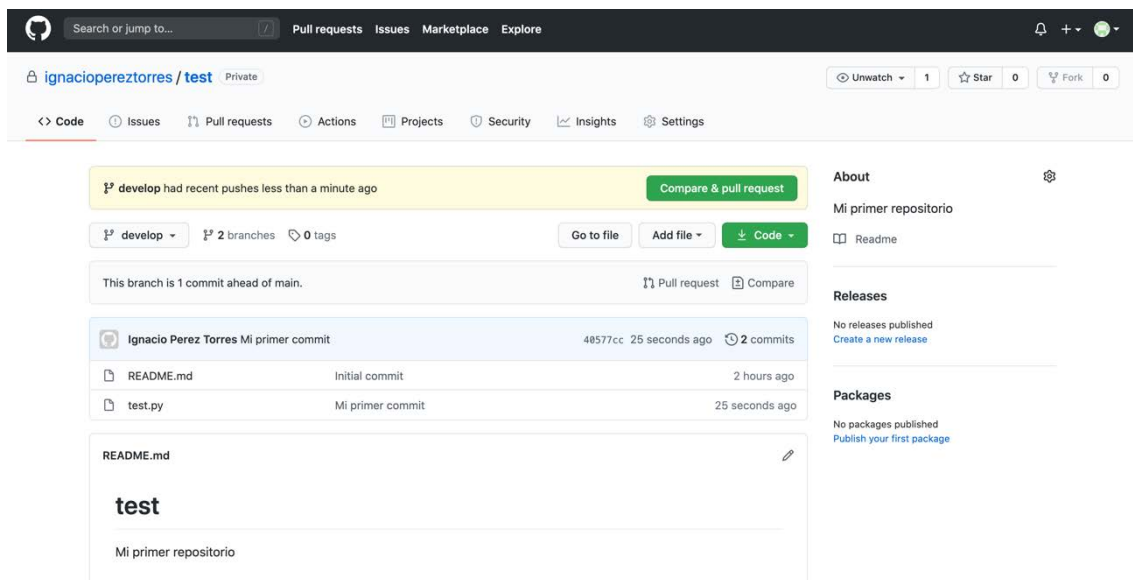 Search or jump to... /
Pull requests Issues Marketplace Explore
ignaciopereztorres / test Private
Unwatch 1 Star 0 Fork 0
Code Issues Pull requests Actions Projects Security Insights Settings
develop had recent pushes less than a minute ago
Compare & pull request
develop 2 branches 0 tags
Go to file Add file Code
This branch is 1 commit ahead of main.
Pull request Compare
Ignacio Perez Torres Mi primer commit 40577cc 25 seconds ago 2 commits
README.md Initial commit 2 hours ago
test.py Mi primer commit 25 seconds ago
README.md
test
Mi primer repositorio
About
Mi primer repositorio
Readme
Releases
No releases published
Create a new release
Packages
No packages published
Publish your first package